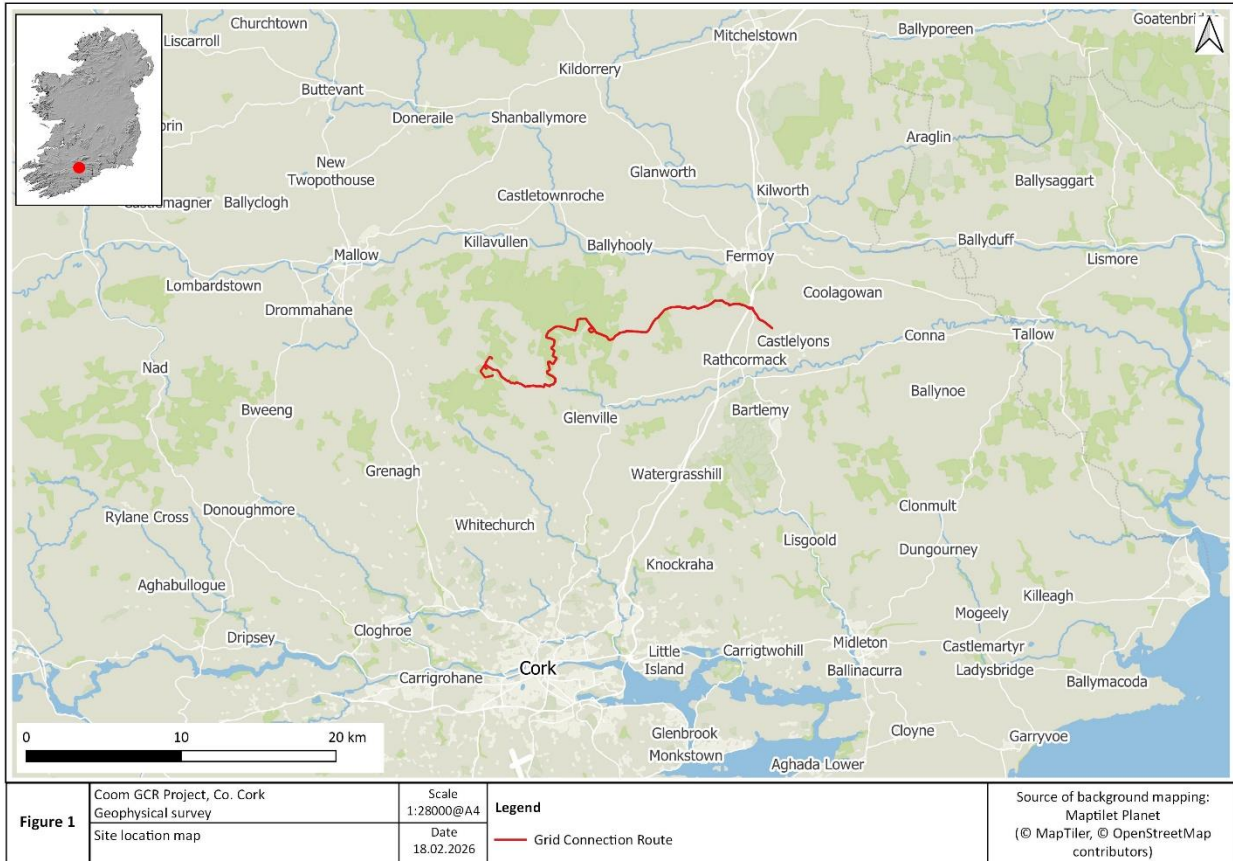 Churchtown
Goatenbri
Liscarroll
Mitchelstown
Ballyporeen
Kildorrery
Buttevant
Doneraile
Shanballymore
Araglin
New
Twopothouse
Glanworth
Kilworth
Ballysaggart
Ballyclogh
Castletownroche
Killavullen
Ballyhooly
Ballyduff
Mallow
Fermoy
Lismore
Lombardstown
Coolagowan
Drommahane
Castlelyons
Conna
Tallow
Rathcormack
Nad
Ballynoe
Bweeng
Glenville
Bartlemy
Grenagh
Watergrasshill
Clonmult
Rylane Cross
Donoughmore
Whitechurch
Lisgoold
Dungourney
Knockraha
Aghabullogue
Killeagh
Mogeely
Cloghroe
Dripsey
Midleton
Castlemartyr
Little
Island
Carrigtwohill
Cork
Ballinacurra
Ladysbridge
Carrigrohane
Ballymacoda
Glenbrook
Cloyne
Garryvoe
Monkstown
Aghada Lower
0 10 20 km
Figure 1
Coom GCR Project, Co. Cork
Geophysical survey
Site location map
Scale
1:28000@A4
Date
18.02.2026
Legend
Grid Connection Route
Source of background mapping:
Maptilet Planet
(© MapTiler, © OpenStreetMap
contributors)